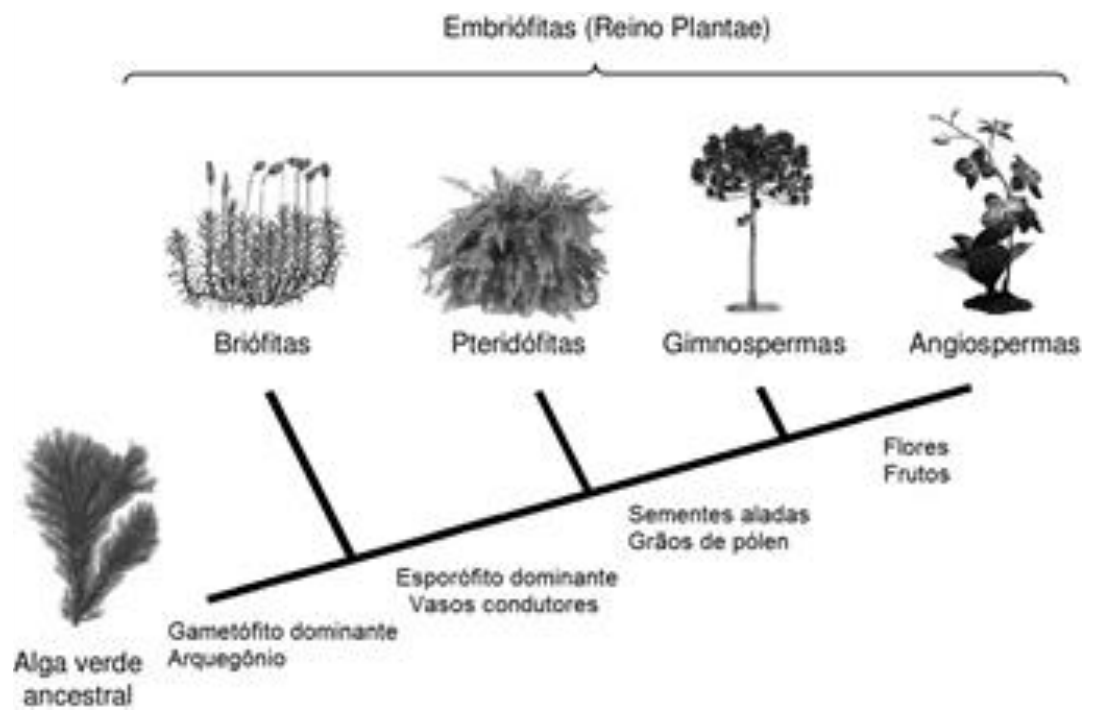 Embriófitas (Reino Plantae)
Briófitas
Pteridófitas
Gimnospermas
Angiospermas
Flores
Frutos
Sementes aladas
Grãos de pólen
Esporófito dominante
Vasos condutores
Gametófito dominante
Arquegônio
Alga verde
ancestral